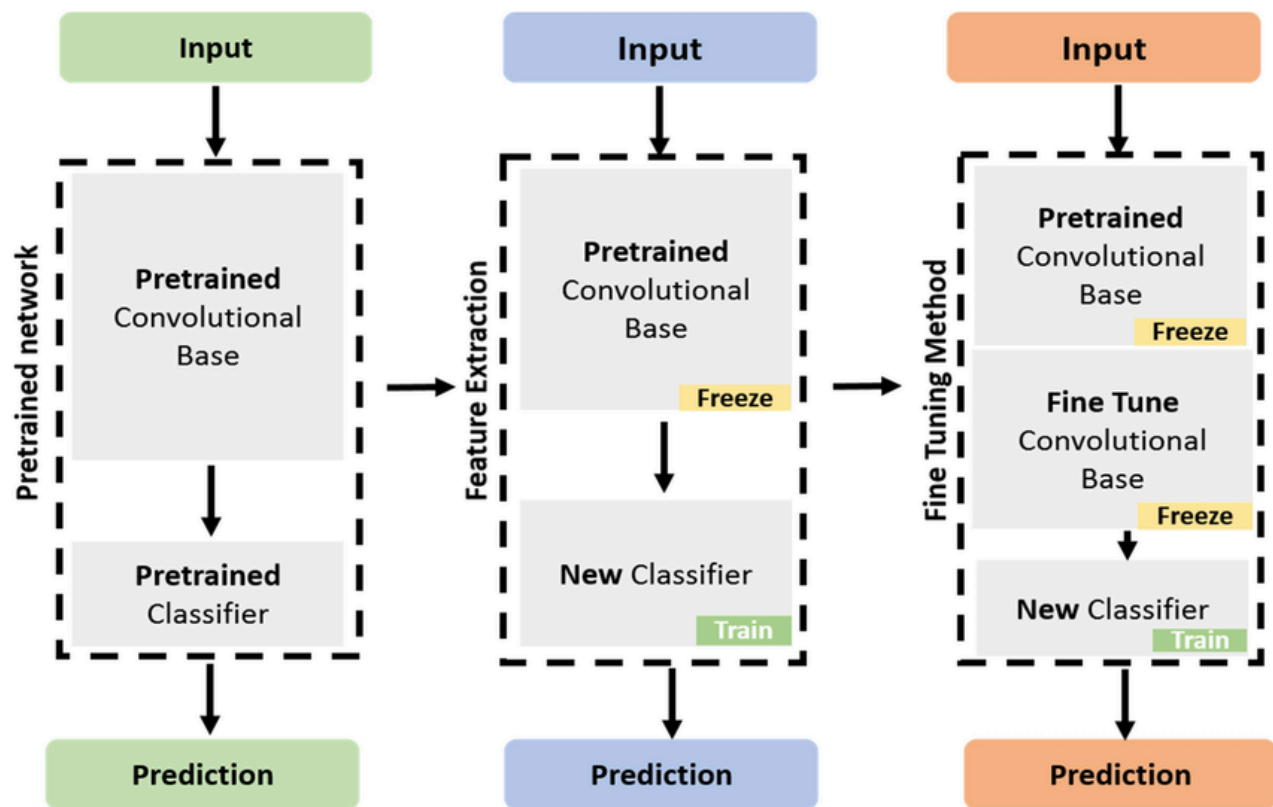 Input
Pretrained network
Pretrained
Convolutional
Base
Pretrained
Classifier
Prediction
Input
Feature Extraction
Pretrained
Convolutional
Base
Freeze
New Classifier
Train
Prediction
Input
Fine Tuning Method
Pretrained
Convolutional
Base
Freeze
Fine Tune
Convolutional
Base
Freeze
New Classifier
Train
Prediction